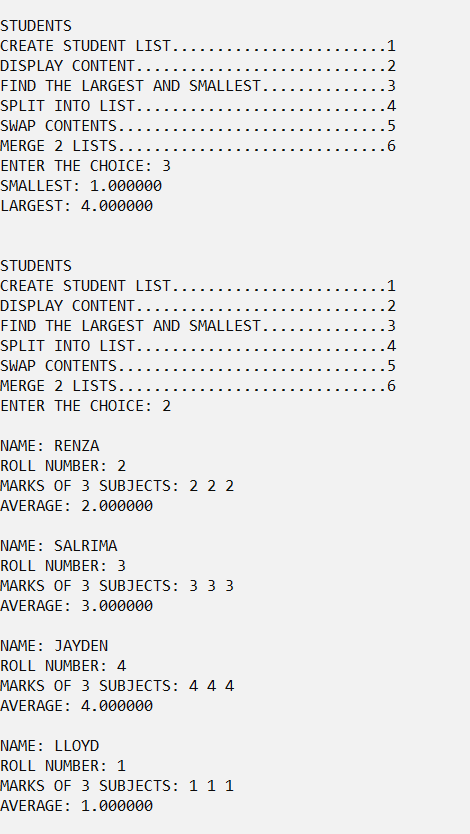 STUDENTS
CREATE STUDENT LIST........................1
DISPLAY CONTENT............................2
FIND THE LARGEST AND SMALLEST..............3
SPLIT INTO LIST............................4
SWAP CONTENTS..............................5
MERGE 2 LISTS..............................6
ENTER THE CHOICE: 3
SMALLEST: 1.000000
LARGEST: 4.000000
STUDENTS
CREATE STUDENT LIST........................1
DISPLAY CONTENT............................2
FIND THE LARGEST AND SMALLEST..............3
SPLIT INTO LIST............................4
SWAP CONTENTS..............................5
MERGE 2 LISTS..............................6
ENTER THE CHOICE: 2
NAME: RENZA
ROLL NUMBER: 2
MARKS OF 3 SUBJECTS: 2 2 2
AVERAGE: 2.000000
NAME: SALRIMA
ROLL NUMBER: 3
MARKS OF 3 SUBJECTS: 3 3 3
AVERAGE: 3.000000
NAME: JAYDEN
ROLL NUMBER: 4
MARKS OF 3 SUBJECTS: 4 4 4
AVERAGE: 4.000000
NAME: LLOYD
ROLL NUMBER: 1
MARKS OF 3 SUBJECTS: 1 1 1
AVERAGE: 1.000000